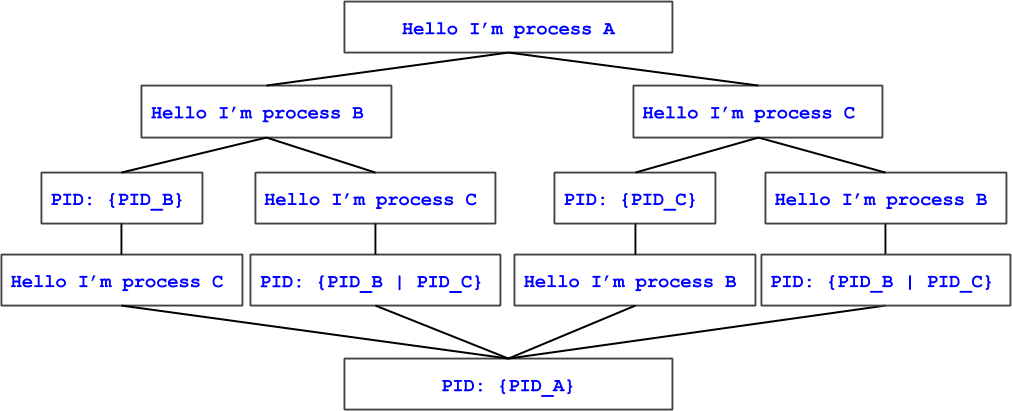 Hello I’m process A
Hello I’m process B
Hello I’m process C
PID: {PID_B}
Hello I’m process C
PID: {PID_C}
Hello I’m process B
Hello I’m process C
PID: {PID_B | PID_C}
Hello I’m process B
PID: {PID_B | PID_C}
PID: {PID_A}